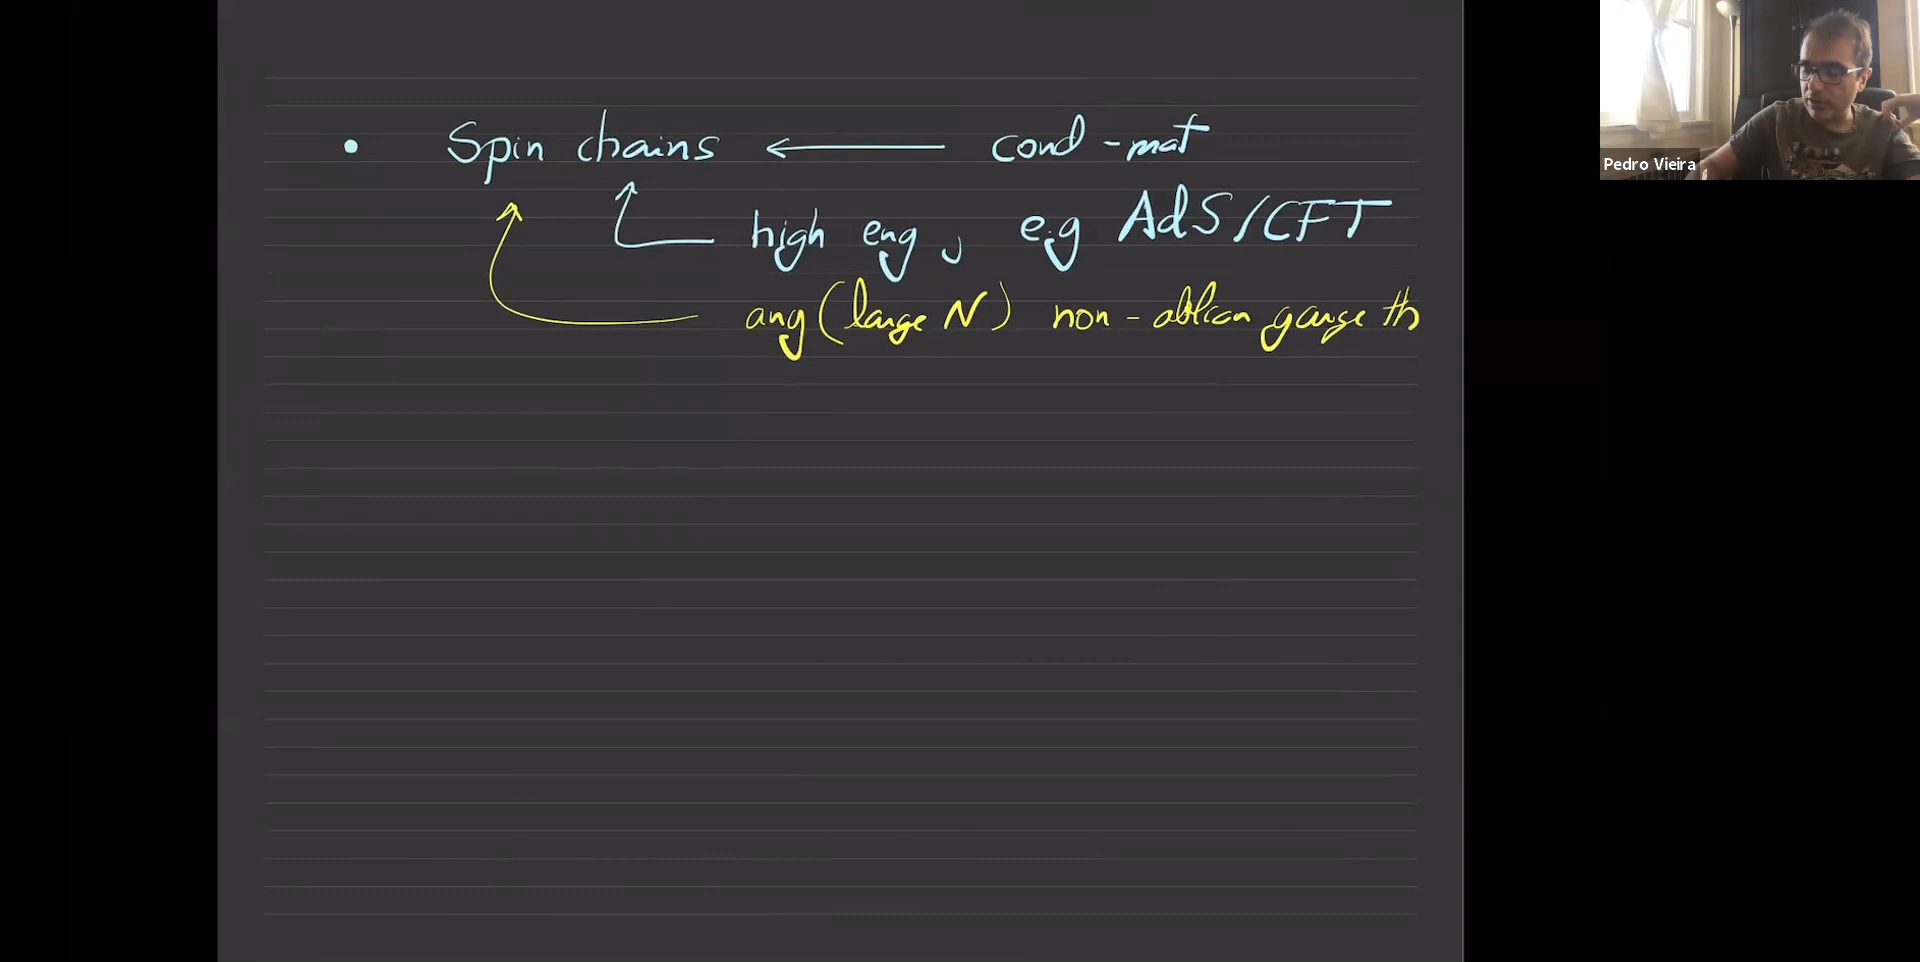 • Spin chains ← cond-mat
high eng, e.g AdS/CFT
any (large N) non-ablian gauge th
Pedro Vieira